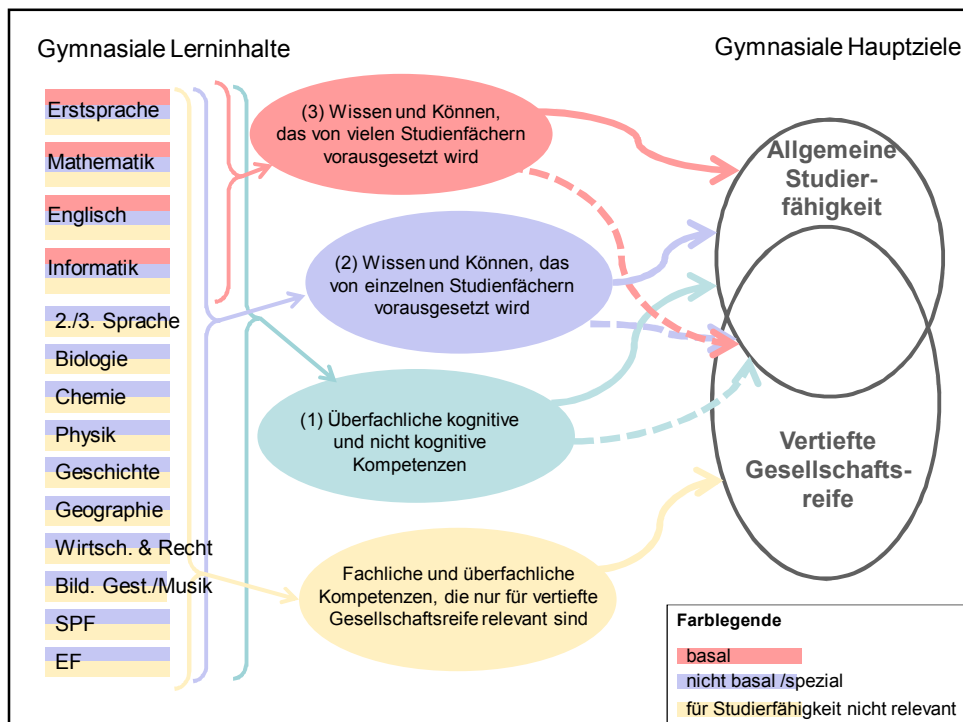 Gymnasiale Lerninhalte
Gymnasiale Hauptziele
Erstsprache
Mathematik
Englisch
Informatik
2./3. Sprache
Biologie
Chemie
Physik
Geschichte
Geographie
Wirtsch. & Recht
Bild. Gest./Musik
SPF
EF
(3) Wissen und Können,
das von vielen Studienfächern
vorausgesetzt wird
(2) Wissen und Können, das
von einzelnen Studienfächern
vorausgesetzt wird
(1) Überfachliche kognitive
und nicht kognitive
Kompetenzen
Fachliche und überfachliche
Kompetenzen, die nur für vertiefte
Gesellschaftsreife relevant sind
Allgemeine
Studier-
fähigkeit
Vertiefte
Gesellschafts-
reife
Farblegende
basal
nicht basal /spezial
für Studierfähigkeit nicht relevant